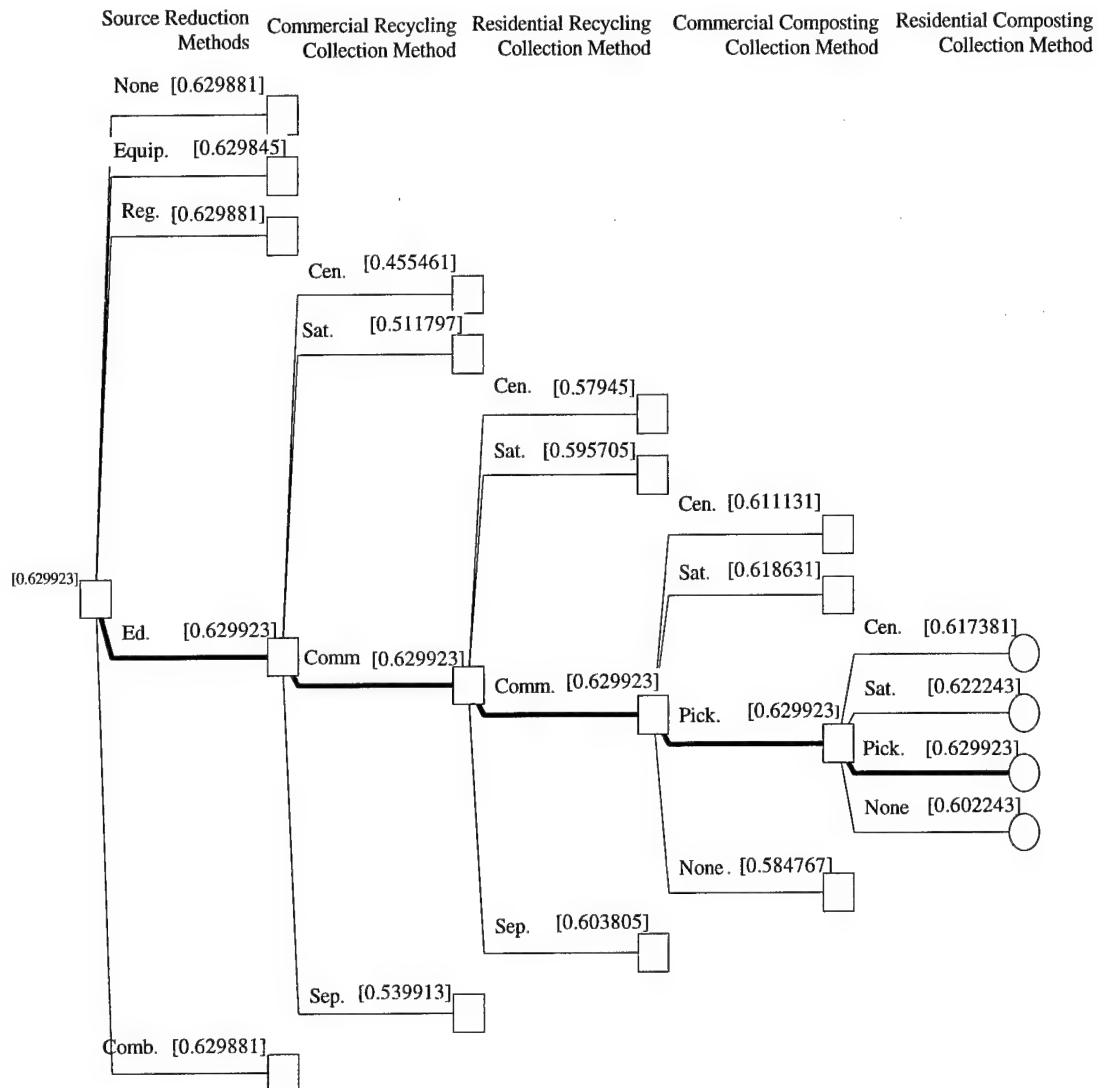 Source Reduction
Methods
Commercial Recycling
Collection Method
Residential Recycling
Collection Method
Commercial Composting
Collection Method
Residential Composting
Collection Method
None [0.629881]
Equip. [0.629845]
Reg. [0.629881]
Cen. [0.455461]
Sat. [0.511797]
Cen. [0.57945]
Sat. [0.595705]
Cen. [0.611131]
Sat. [0.618631]
[0.629923]
Ed. [0.629923]
Comm [0.629923]
Comm. [0.629923]
Pick. [0.629923]
Cen. [0.617381]
Sat. [0.622243]
Pick. [0.629923]
None [0.602243]
None. [0.584767]
Sep. [0.603805]
Sep. [0.539913]
Comb. [0.629881]